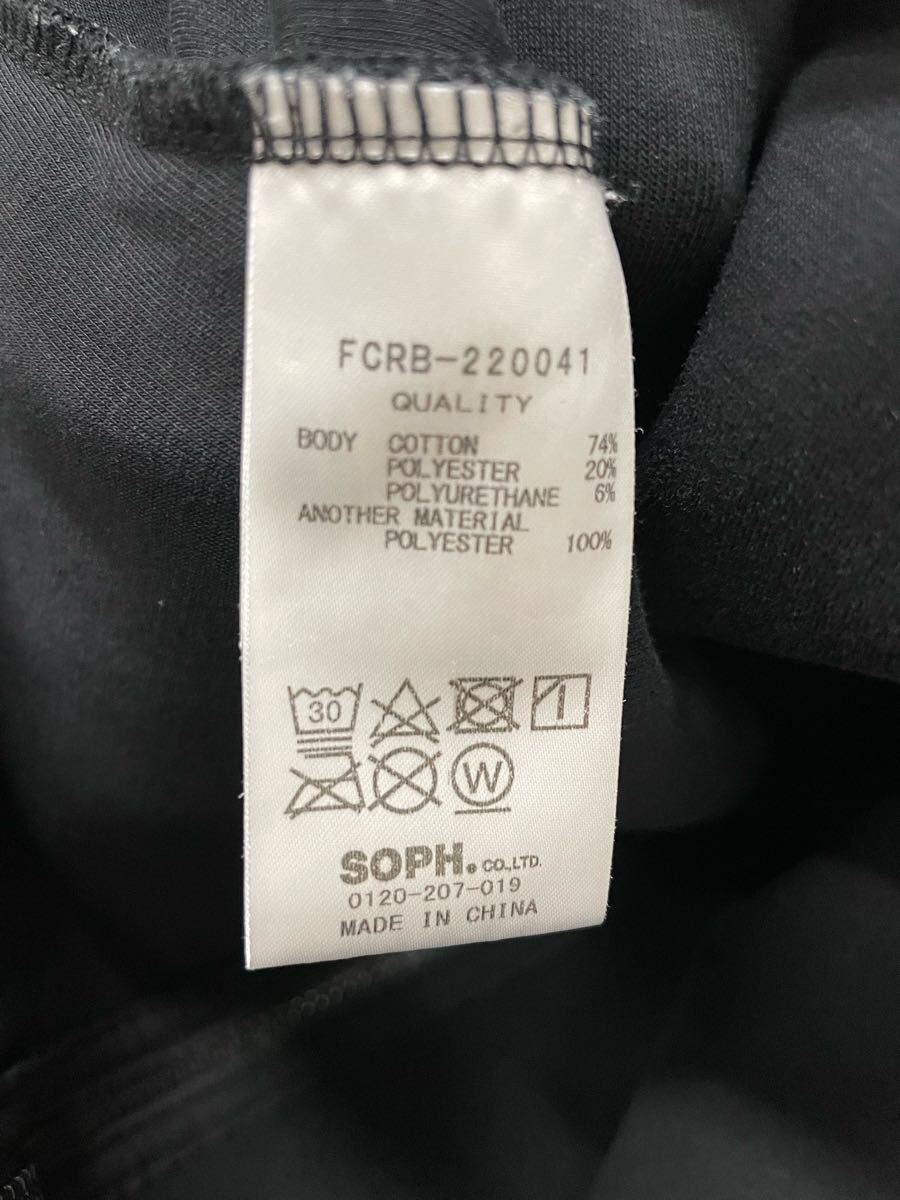 FCRB-220041
QUALITY
BODY COTTON 74%
POLYESTER 20%
POLYURETHANE 6%
ANOTHER MATERIAL
POLYESTER 100%
30
W
SOPH. CO.,LTD.
0120-207-019
MADE IN CHINA